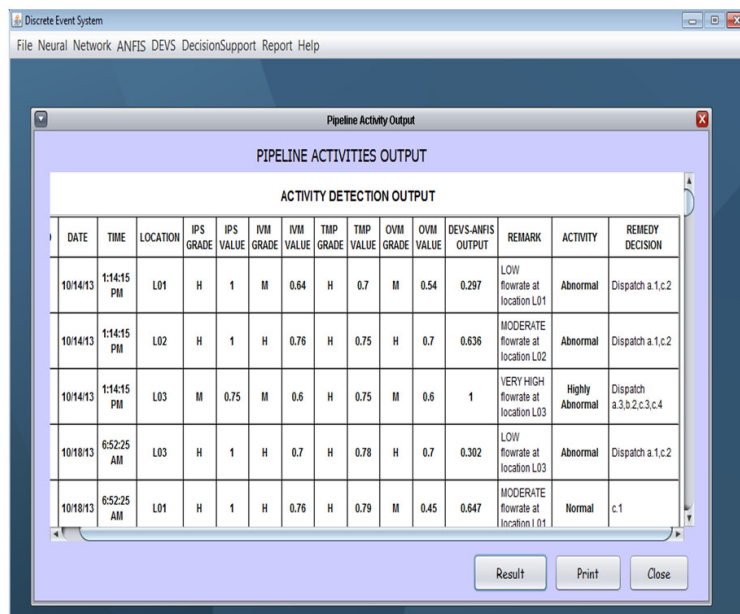 Discrete Event System
File Neural Network ANFIS DEVS DecisionSupport Report Help
Pipeline Activity Output
PIPELINE ACTIVITIES OUTPUT
ACTIVITY DETECTION OUTPUT
DATE TIME LOCATION IPS GRADE IPS VALUE IVM GRADE IVM VALUE TMP GRADE TMP VALUE OVM GRADE OVM VALUE DEVS-ANFIS OUTPUT REMARK ACTIVITY REMEDY DECISION
10/14/13 1:14:15 PM L01 H 1 M 0.64 H 0.7 M 0.54 0.297 LOW flowrate at location L01 Abnormal Dispatch a.1,c.2
10/14/13 1:14:15 PM L02 H 1 H 0.76 H 0.75 H 0.7 0.636 MODERATE flowrate at location L02 Abnormal Dispatch a.1,c.2
10/14/13 1:14:15 PM L03 M 0.75 M 0.6 H 0.75 M 0.6 1 VERY HIGH flowrate at location L03 Highly Abnormal Dispatch a.3,b.2,c.3,c.4
10/18/13 6:52:25 AM L03 H 1 H 0.7 H 0.78 H 0.7 0.302 LOW flowrate at location L03 Abnormal Dispatch a.1,c.2
10/18/13 6:52:25 AM L01 H 1 H 0.76 H 0.79 M 0.45 0.647 MODERATE flowrate at location L01 Normal c.1
Result Print Close